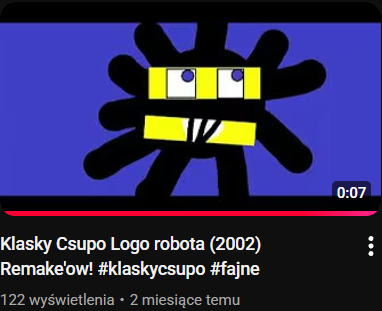 0:07
Klasky Csupo Logo robota (2002)
Remake'ow! #klaskycsupo #fajne
122 wyświetlenia • 2 miesiące temu